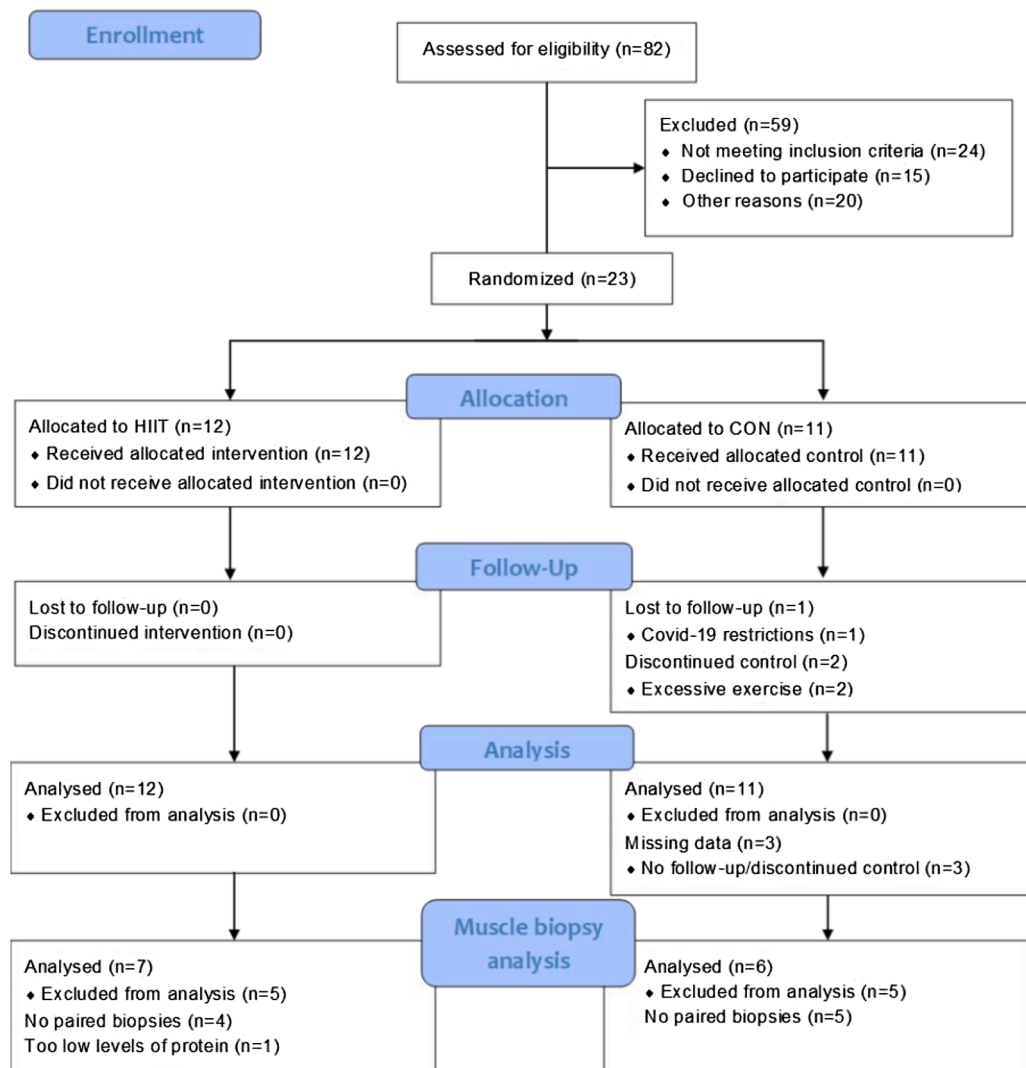 Enrollment
Assessed for eligibility (n=82)
Excluded (n=59)
♦ Not meeting inclusion criteria (n=24)
♦ Declined to participate (n=15)
♦ Other reasons (n=20)
Randomized (n=23)
Allocation
Allocated to HIIT (n=12)
♦ Received allocated intervention (n=12)
♦ Did not receive allocated intervention (n=0)
Allocated to CON (n=11)
♦ Received allocated control (n=11)
♦ Did not receive allocated control (n=0)
Follow-Up
Lost to follow-up (n=0)
Discontinued intervention (n=0)
Lost to follow-up (n=1)
♦ Covid-19 restrictions (n=1)
Discontinued control (n=2)
♦ Excessive exercise (n=2)
Analysis
Analysed (n=12)
♦ Excluded from analysis (n=0)
Analysed (n=11)
♦ Excluded from analysis (n=0)
Missing data (n=3)
♦ No follow-up/discontinued control (n=3)
Muscle biopsy
analysis
Analysed (n=7)
♦ Excluded from analysis (n=5)
No paired biopsies (n=4)
Too low levels of protein (n=1)
Analysed (n=6)
♦ Excluded from analysis (n=5)
No paired biopsies (n=5)